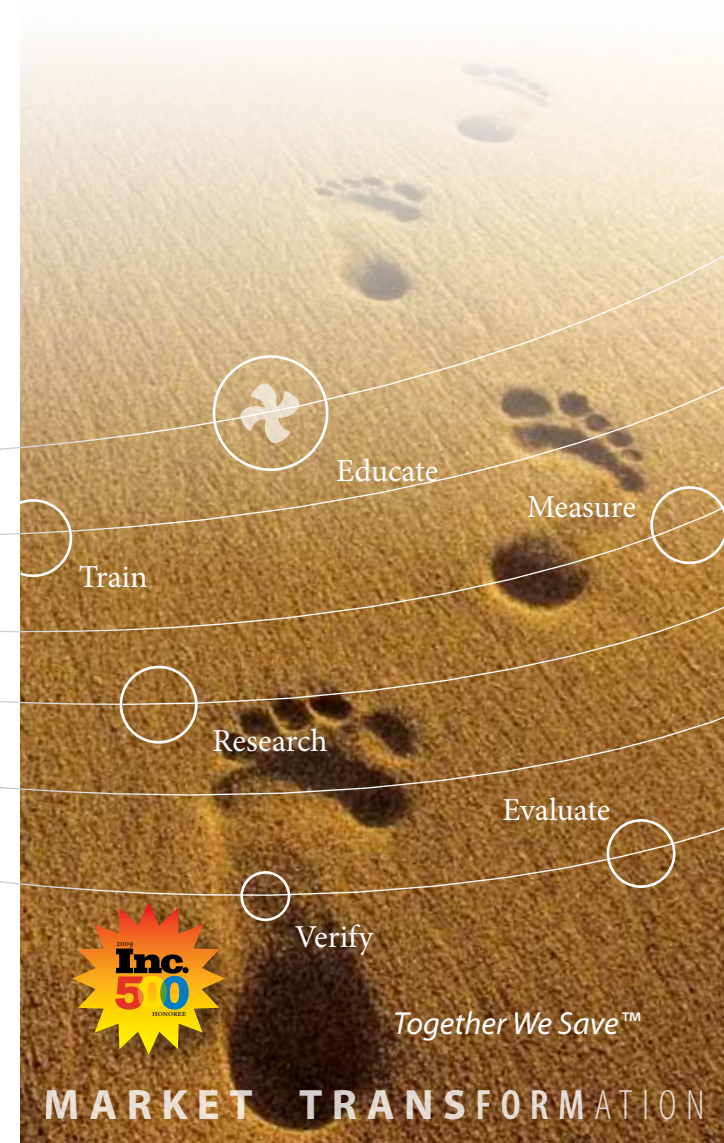 Educate
Measure
Train
Research
Evaluate
Verify
2009
Inc.
500
HONOREE
Together We Save™
MARKET TRANSFORMATION